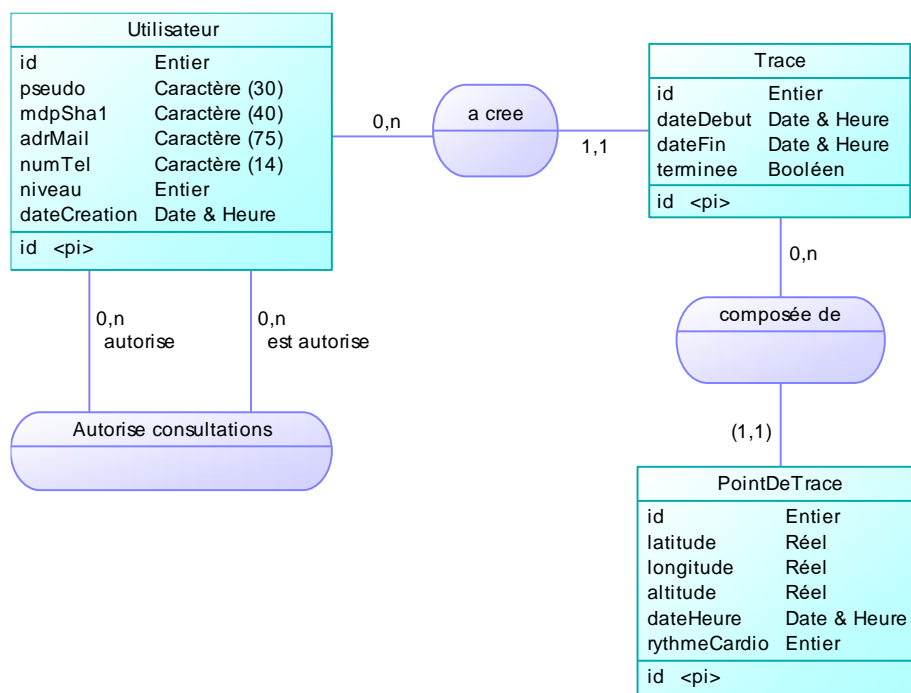 Utilisateur
id Entier
pseudo Caractère (30)
mdpSha1 Caractère (40)
adrMail Caractère (75)
numTel Caractère (14)
niveau Entier
dateCreation Date & Heure
id <pi>
0,n
a cree
1,1
Trace
id Entier
dateDebut Date & Heure
dateFin Date & Heure
terminee Booléen
id <pi>
0,n
autorise
0,n
est autorise
Autorise consultations
0,n
composée de
(1,1)
PointDeTrace
id Entier
latitude Réel
longitude Réel
altitude Réel
dateHeure Date & Heure
rythmeCardio Entier
id <pi>